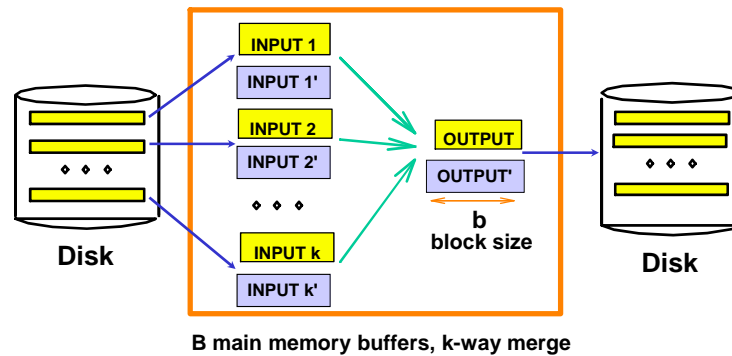 INPUT 1
INPUT 1'
INPUT 2
INPUT 2'
INPUT k
INPUT k'
OUTPUT
OUTPUT'
b
block size
Disk
Disk
B main memory buffers, k-way merge